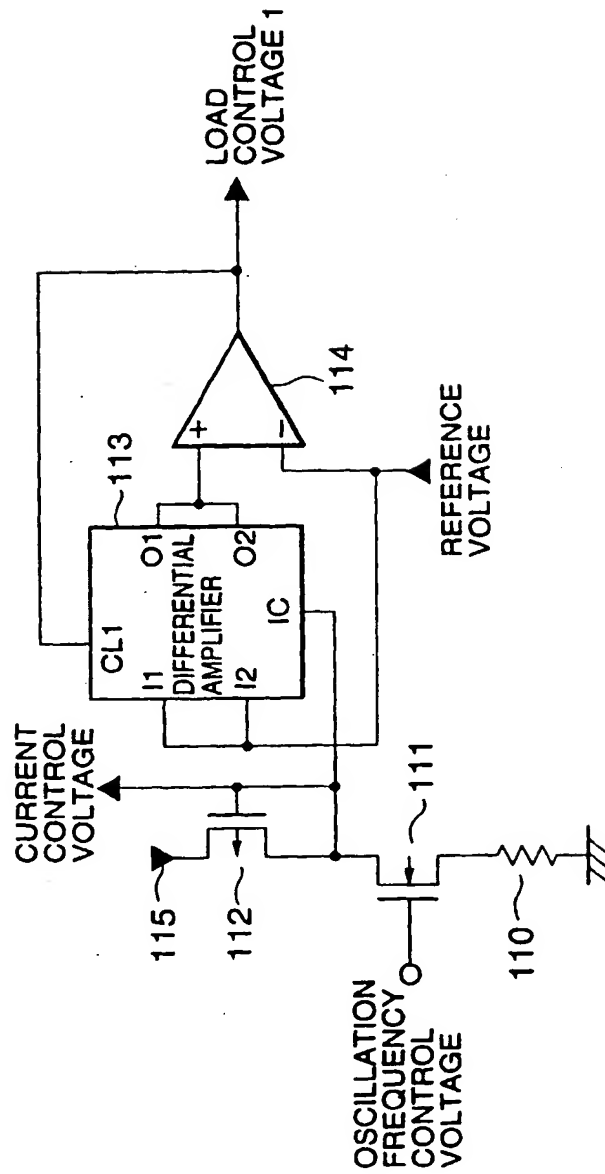 CURRENT
CONTROL
VOLTAGE
115
112
OSCILLATION
FREQUENCY
CONTROL
VOLTAGE
111
110
113
CL1
I1
O1
DIFFERENTIAL
AMPLIFIER
I2
O2
IC
+
-
114
REFERENCE
VOLTAGE
LOAD
CONTROL
VOLTAGE 1